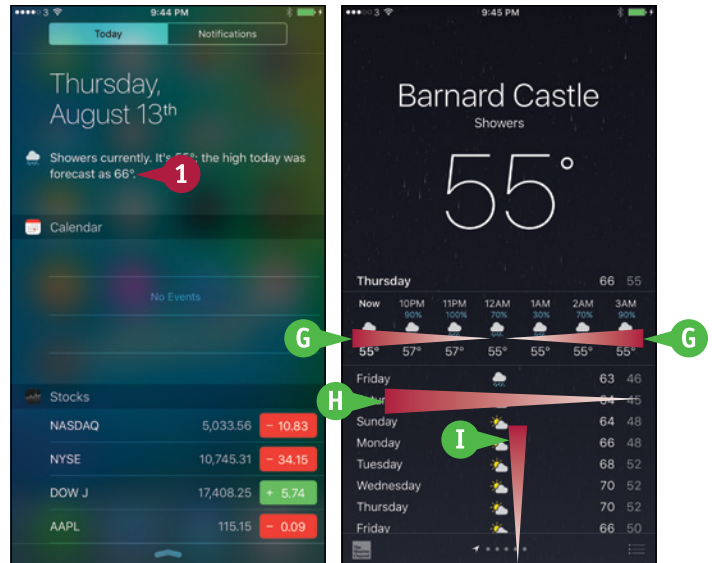 3 9:44 PM
Today Notifications
Thursday,
August 13th
Showers currently. It's 55°; the high today was
forecast as 66°.
1
Calendar
No Events
Stocks
NASDAQ 5,033.56 − 10.83
NYSE 10,745.31 − 34.15
DOW J 17,408.25 + 5.74
AAPL 115.15 − 0.09
3 9:45 PM
Barnard Castle
Showers
55°
Thursday 66 55
Now 10PM 11PM 12AM 1AM 2AM 3AM
90% 100% 70% 30% 70% 90%
G G
55° 57° 57° 55° 55° 55° 55°
Friday 63 46
H 64 45
Sunday 64 48
I
Monday 66 48
Tuesday 68 52
Wednesday 70 52
Thursday 70 52
Friday 66 50